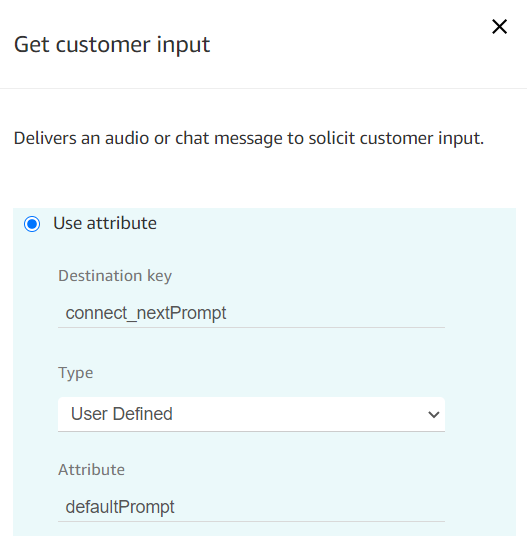 Get customer input
Delivers an audio or chat message to solicit customer input.
Use attribute
Destination key
connect_nextPrompt
Type
User Defined
Attribute
defaultPrompt